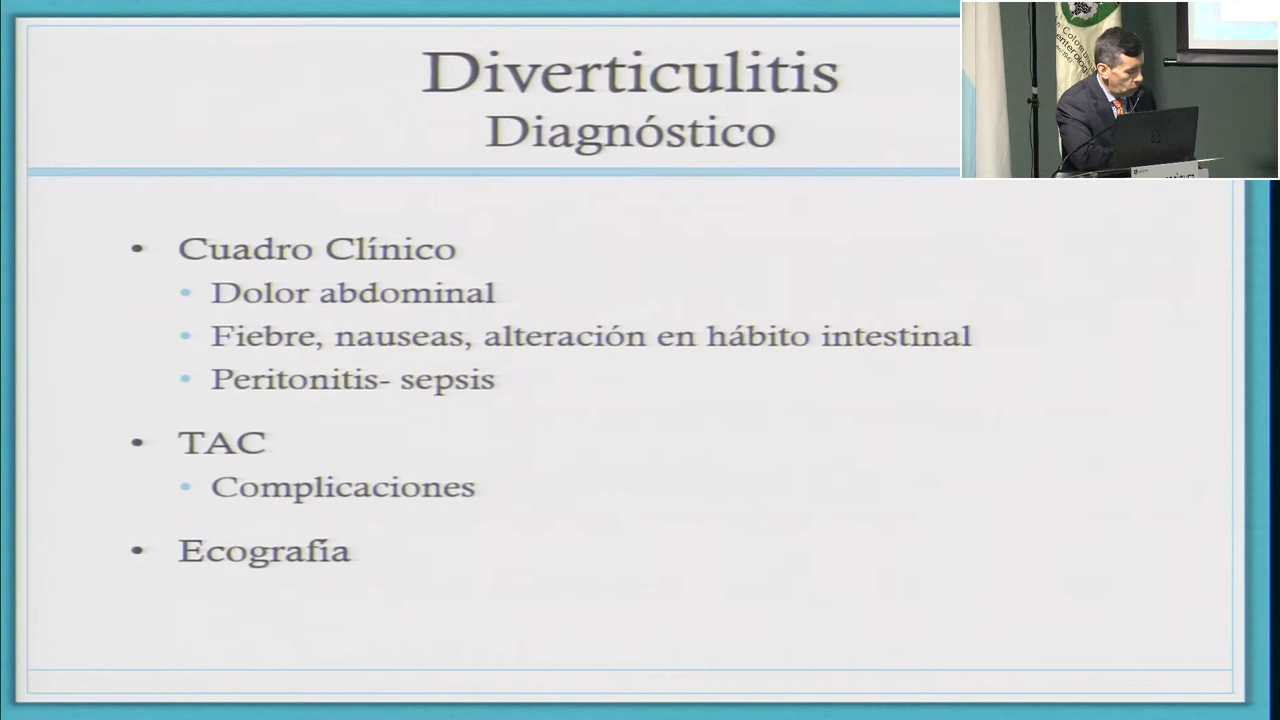 Diverticulitis
Diagnóstico
• Cuadro Clínico
• Dolor abdominal
• Fiebre, nauseas, alteración en hábito intestinal
• Peritonitis- sepsis
• TAC
• Complicaciones
• Ecografía